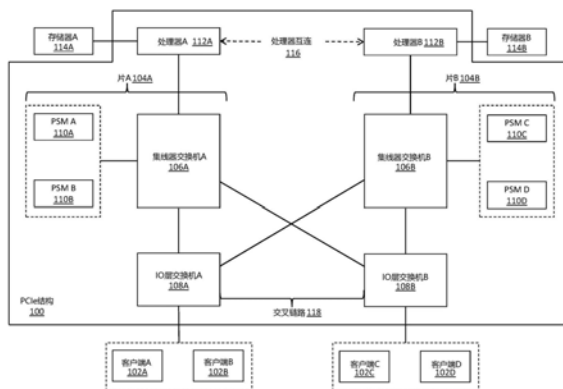 存储器A
114A
处理器A 112A
处理器互连
116
处理器B 112B
存储器B
114B
片A 104A
片B 104B
PSM A
110A
PSM B
110B
集线器交换机A
106A
集线器交换机B
106B
PSM C
110C
PSM D
110D
IO层交换机A
108A
IO层交换机B
108B
PCIe结构
100
交叉链路118
客户端A
102A
客户端B
102B
客户端C
102C
客户端D
102D